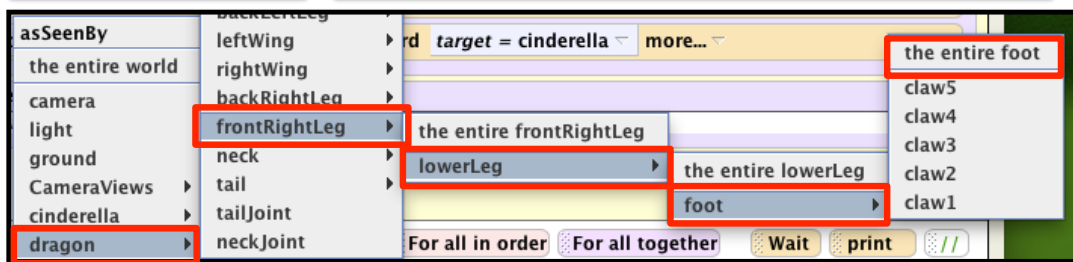 asSeenBy
the entire world
camera
light
ground
CameraViews
cinderella
dragon
backLeftLeg
leftWing
rightWing
backRightLeg
frontRightLeg
neck
tail
tailJoint
neckJoint
rd target = cinderella more...
the entire frontRightLeg
lowerLeg
the entire lowerLeg
foot
the entire foot
claw5
claw4
claw3
claw2
claw1
For all in order For all together Wait print //